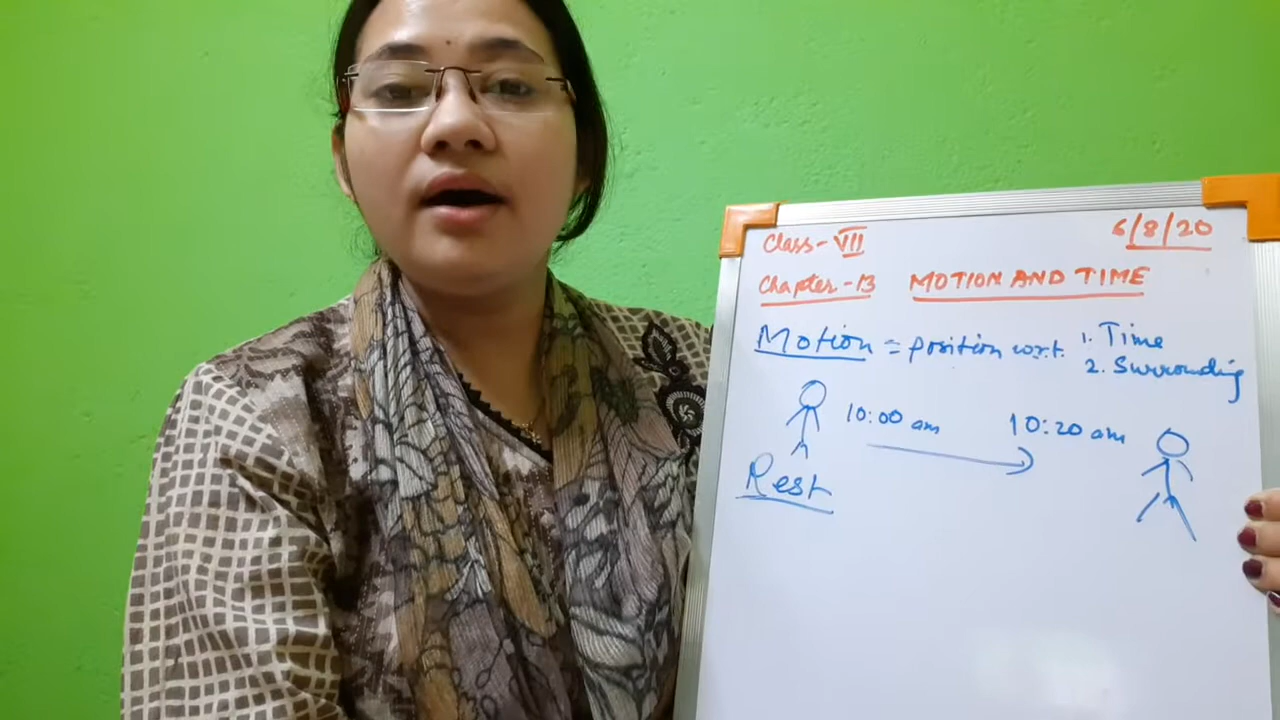 Class-VII
6/8/20
Chapter-13 MOTION AND TIME
Motion = position w.r.t. 1. Time
2. Surrounding
10:00 am
10:20 am
Rest